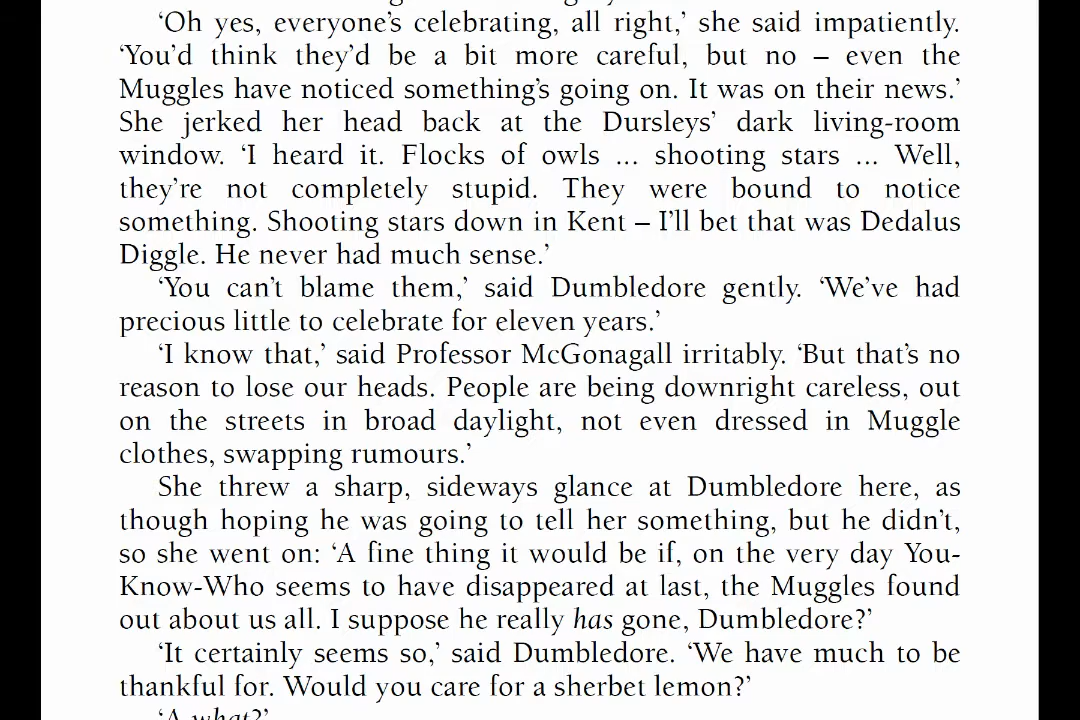 ‘Oh yes, everyone’s celebrating, all right,’ she said impatiently.
‘You’d think they’d be a bit more careful, but no – even the
Muggles have noticed something’s going on. It was on their news.’
She jerked her head back at the Dursleys’ dark living-room
window. ‘I heard it. Flocks of owls ... shooting stars ... Well,
they’re not completely stupid. They were bound to notice
something. Shooting stars down in Kent – I’ll bet that was Dedalus
Diggle. He never had much sense.’
‘You can’t blame them,’ said Dumbledore gently. ‘We’ve had
precious little to celebrate for eleven years.’
‘I know that,’ said Professor McGonagall irritably. ‘But that’s no
reason to lose our heads. People are being downright careless, out
on the streets in broad daylight, not even dressed in Muggle
clothes, swapping rumours.’
She threw a sharp, sideways glance at Dumbledore here, as
though hoping he was going to tell her something, but he didn’t,
so she went on: ‘A fine thing it would be if, on the very day You-
Know-Who seems to have disappeared at last, the Muggles found
out about us all. I suppose he really has gone, Dumbledore?’
‘It certainly seems so,’ said Dumbledore. ‘We have much to be
thankful for. Would you care for a sherbet lemon?’
‘A what?’